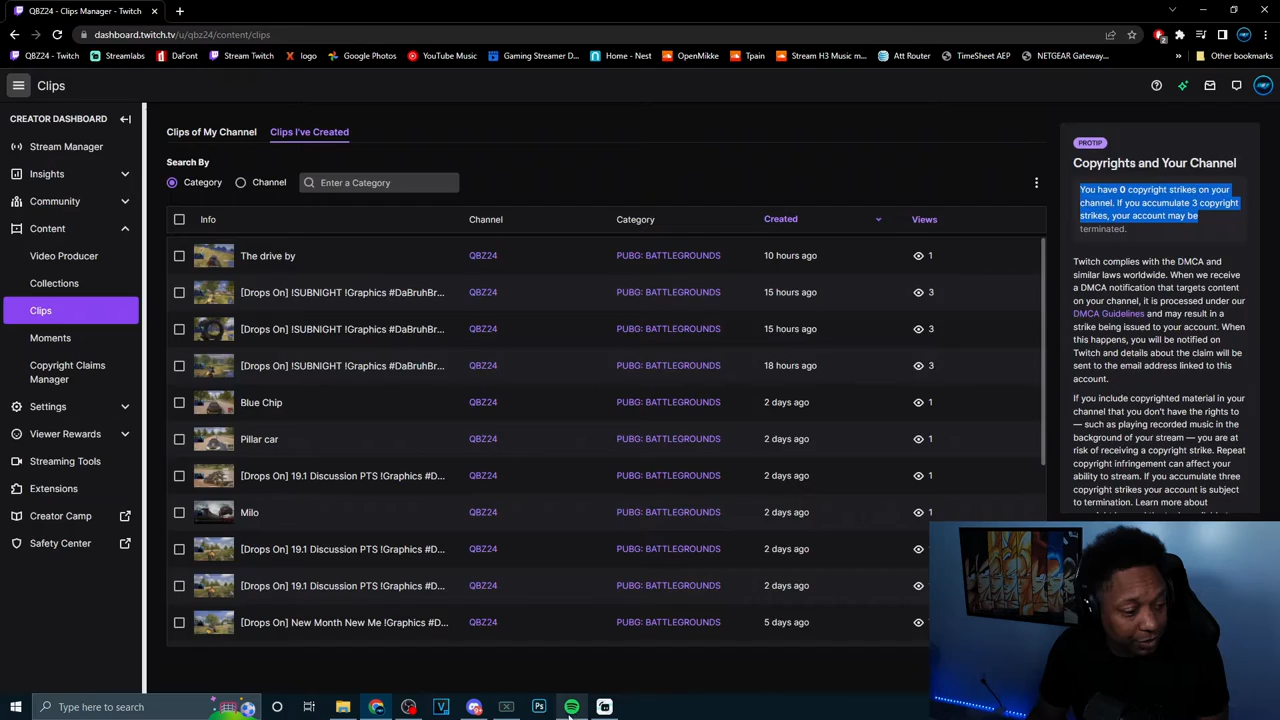 QBZ24 - Clips Manager - Twitch
dashboard.twitch.tv/u/qbz24/content/clips
QBZ24 - Twitch
Streamlabs
DaFont
Stream Twitch
logo
Google Photos
YouTube Music
Gaming Streamer D...
Home - Nest
OpenMikke
Tpain
Stream H3 Music m...
Att Router
TimeSheet AEP
NETGEAR Gateway...
Other bookmarks
Clips
CREATOR DASHBOARD
Stream Manager
Insights
Community
Content
Video Producer
Collections
Clips
Moments
Copyright Claims
Manager
Settings
Viewer Rewards
Streaming Tools
Extensions
Creator Camp
Safety Center
Clips of My Channel
Clips I've Created
Search By
Category
Channel
Enter a Category
Info Channel Category Created Views
The drive by QBZ24 PUBG: BATTLEGROUNDS 10 hours ago 1
[Drops On] !SUBNIGHT !Graphics #DaBruhBr... QBZ24 PUBG: BATTLEGROUNDS 15 hours ago 3
[Drops On] !SUBNIGHT !Graphics #DaBruhBr... QBZ24 PUBG: BATTLEGROUNDS 15 hours ago 3
[Drops On] !SUBNIGHT !Graphics #DaBruhBr... QBZ24 PUBG: BATTLEGROUNDS 18 hours ago 3
Blue Chip QBZ24 PUBG: BATTLEGROUNDS 2 days ago 1
Pillar car QBZ24 PUBG: BATTLEGROUNDS 2 days ago 1
[Drops On] 19.1 Discussion PTS !Graphics #D... QBZ24 PUBG: BATTLEGROUNDS 2 days ago 1
Milo QBZ24 PUBG: BATTLEGROUNDS 2 days ago 1
[Drops On] 19.1 Discussion PTS !Graphics #D... QBZ24 PUBG: BATTLEGROUNDS 2 days ago
[Drops On] 19.1 Discussion PTS !Graphics #D... QBZ24 PUBG: BATTLEGROUNDS 2 days ago
[Drops On] New Month New Me !Graphics #D... QBZ24 PUBG: BATTLEGROUNDS 5 days ago
PROTIP
Copyrights and Your Channel
You have 0 copyright strikes on your
channel. If you accumulate 3 copyright
strikes, your account may be
terminated.
Twitch complies with the DMCA and
similar laws worldwide. When we receive
a DMCA notification that targets content
on your channel, it is processed under our
DMCA Guidelines and may result in a
strike being issued to your account. When
this happens, you will be notified on
Twitch and details about the claim will be
sent to the email address linked to this
account.
If you include copyrighted material in your
channel that you don't have the rights to
— such as playing recorded music in the
background of your stream — you are at
risk of receiving a copyright strike. Repeat
copyright infringement can affect your
ability to stream. If you accumulate three
copyright strikes your account is subject
to termination. Learn more about
Type here to search
Ps